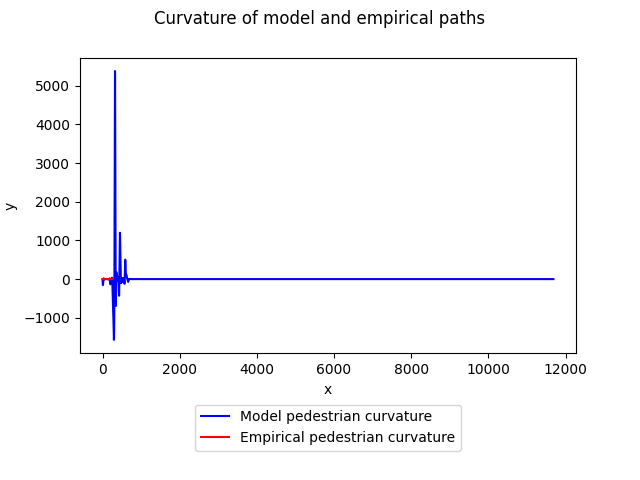 Curvature of model and empirical paths
y
5000
4000
3000
2000
1000
0
−1000
0 2000 4000 6000 8000 10000 12000
x
Model pedestrian curvature
Empirical pedestrian curvature